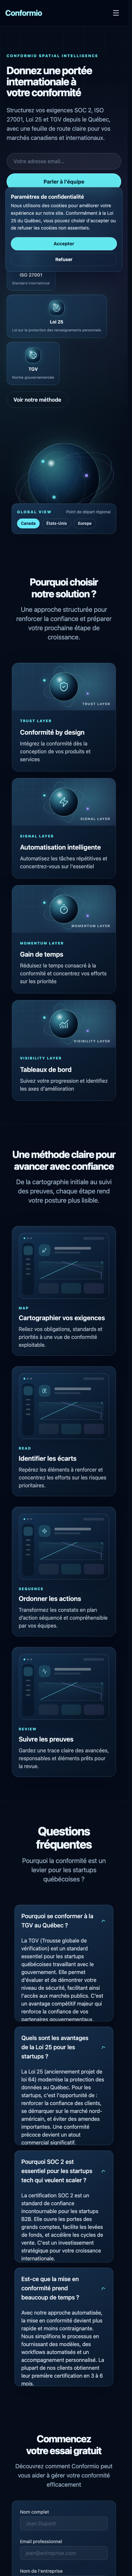 Conformio
CONFORMIO SPATIAL INTELLIGENCE
Donnez une portée
internationale à
votre conformité
Structurez vos exigences SOC 2, ISO
27001, Loi 25 et TGV depuis le Québec,
avec une feuille de route claire pour vos
marchés canadiens et internationaux.
Votre adresse email...
Parler à l'équipe
Paramètres de confidentialité
Nous utilisons des cookies pour améliorer votre
expérience sur notre site. Conformément à la Loi
25 du Québec, vous pouvez choisir d'accepter ou
de refuser les cookies non essentiels.
Accepter
Refuser
ISO 27001
Standard international
Loi 25
Loi sur la protection des renseignements personnels
TGV
Norme gouvernementale
Voir notre méthode
GLOBAL VIEW
Point de départ régional
Canada
États-Unis
Europe
Pourquoi choisir
notre solution ?
Une approche structurée pour
renforcer la confiance et
préparer votre prochaine étape de
croissance.
TRUST LAYER
TRUST LAYER
Conformité by design
Intégrez la conformité dès la
conception de vos produits et
services
SIGNAL LAYER
SIGNAL LAYER
Automatisation intelligente
Automatisez les tâches répétitives et
concentrez-vous sur l'essentiel
MOMENTUM LAYER
MOMENTUM LAYER
Gain de temps
Réduisez le temps consacré à la
conformité et concentrez vos efforts
sur les priorités
VISIBILITY LAYER
VISIBILITY LAYER
Tableaux de bord
Suivez votre progression et identifiez
les axes d'amélioration
Une méthode claire pour
avancer avec confiance
De la cartographie initiale au suivi
des preuves, chaque étape rend
votre posture plus lisible.
MAP
Cartographier vos exigences
Reliez vos obligations, standards et
priorités à une vue de conformité
exploitable.
READ
Identifier les écarts
Repérez les éléments à renforcer et
concentrez les efforts sur les risques
prioritaires.
SEQUENCE
Ordonner les actions
Transformez les constats en plan
d'action séquencé et compréhensible
par vos équipes.
REVIEW
Suivre les preuves
Gardez une trace claire des avancées,
responsables et éléments prêts pour
la revue.
Questions
fréquentes
Pourquoi la conformité est un
levier pour les startups
québécoises ?
Pourquoi se conformer à la
TGV au Québec ?
La TGV (Trousse globale de
vérification) est un standard
essentiel pour les startups
québécoises travaillant avec le
gouvernement. Elle permet
d'évaluer et de démontrer votre
niveau de sécurité, facilitant ainsi
l'accès aux marchés publics. C'est
un avantage compétitif majeur qui
renforce la confiance de vos
partenaires gouvernementaux.
Quels sont les avantages
de la Loi 25 pour les
startups ?
La Loi 25 (anciennement projet de
loi 64) modernise la protection des
données au Québec. Pour les
startups, c'est l'opportunité de :
renforcer la confiance des clients,
se démarquer sur le marché nord-
américain, et éviter des amendes
importantes. Une conformité
précoce devient un atout
commercial significatif.
Pourquoi SOC 2 est
essentiel pour les startups
tech qui veulent scaler ?
La certification SOC 2 est un
standard de confiance
incontournable pour les startups
B2B. Elle ouvre les portes des
grands comptes, facilite les levées
de fonds, et accélère les cycles de
vente. C'est un investissement
stratégique pour votre croissance
internationale.
Est-ce que la mise en
conformité prend
beaucoup de temps ?
Avec notre approche automatisée,
la mise en conformité devient plus
rapide et moins contraignante.
Nous simplifions le processus en
fournissant des modèles, des
workflows automatisés et un
accompagnement personnalisé. La
plupart de nos clients obtiennent
leur première certification en 3 à 6
mois.
Commencez
votre essai gratuit
Découvrez comment Conformio peut
vous aider à gérer votre conformité
efficacement
Nom complet
Jean Dupont
Email professionnel
jean@entreprise.com
Nom de l'entreprise